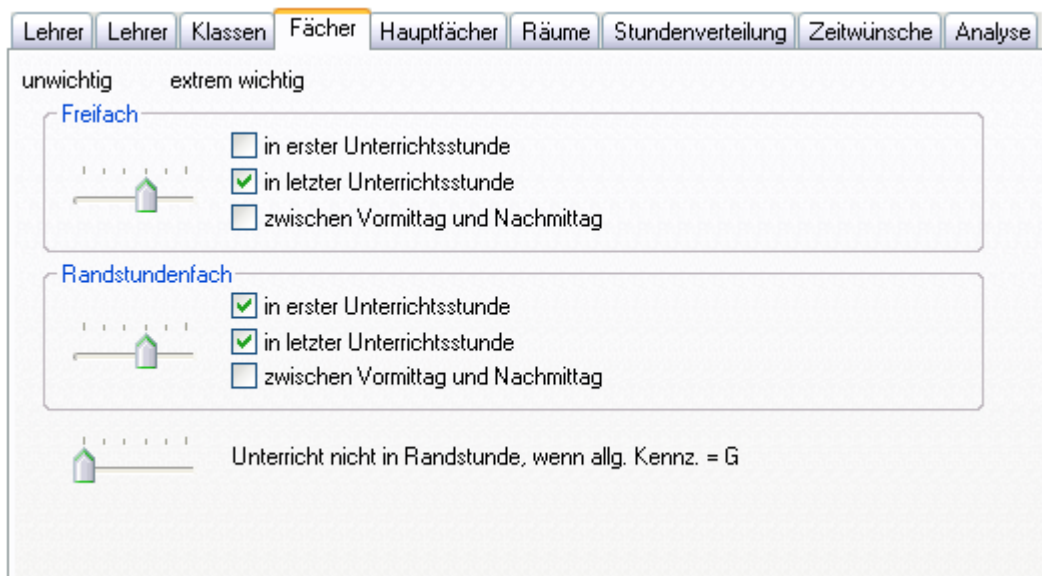 Lehrer Lehrer Klassen Fächer Hauptfächer Räume Stundenverteilung Zeitwünsche Analyse
unwichtig extrem wichtig
Freifach
in erster Unterrichtsstunde
in letzter Unterrichtsstunde
zwischen Vormittag und Nachmittag
Randstundenfach
in erster Unterrichtsstunde
in letzter Unterrichtsstunde
zwischen Vormittag und Nachmittag
Unterricht nicht in Randstunde, wenn allg. Kennz. = G